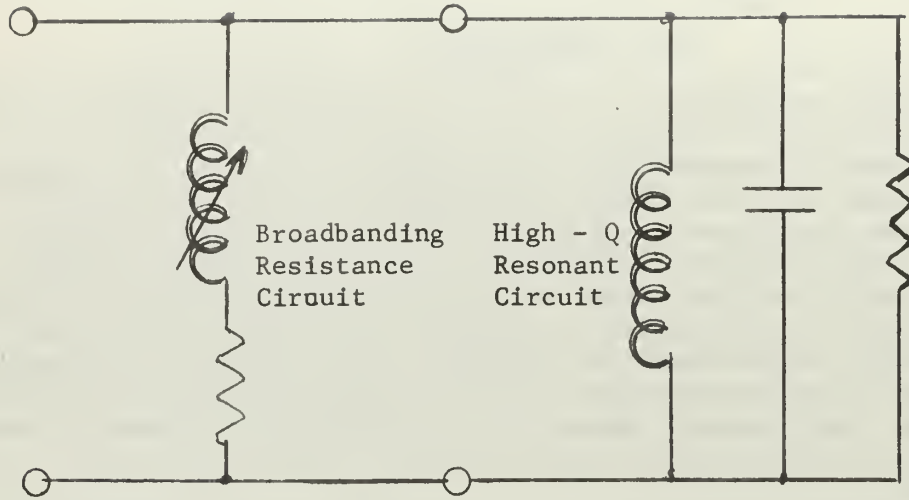 Broadbanding
Resistance
Circuit
High - Q
Resonant
Circuit